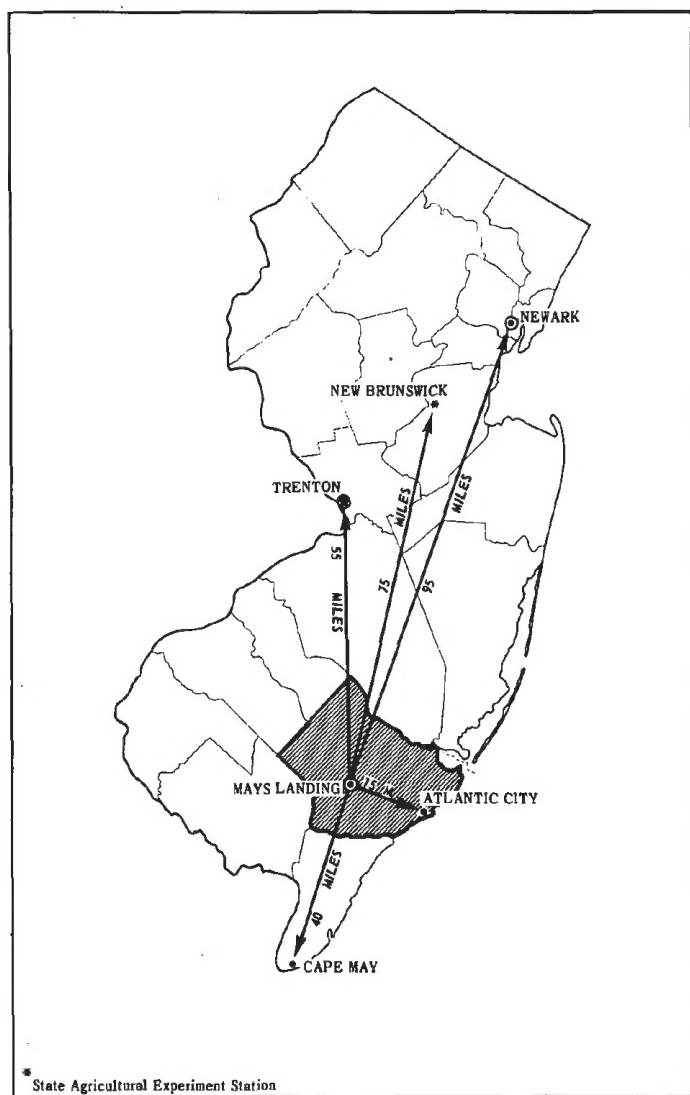 NEWARK
NEW BRUNSWICK
*
TRENTON
MILES
MILES
55
75
95
MILES
MAYS LANDING
15 M.
ATLANTIC CITY
MILES
40
CAPE MAY
* State Agricultural Experiment Station